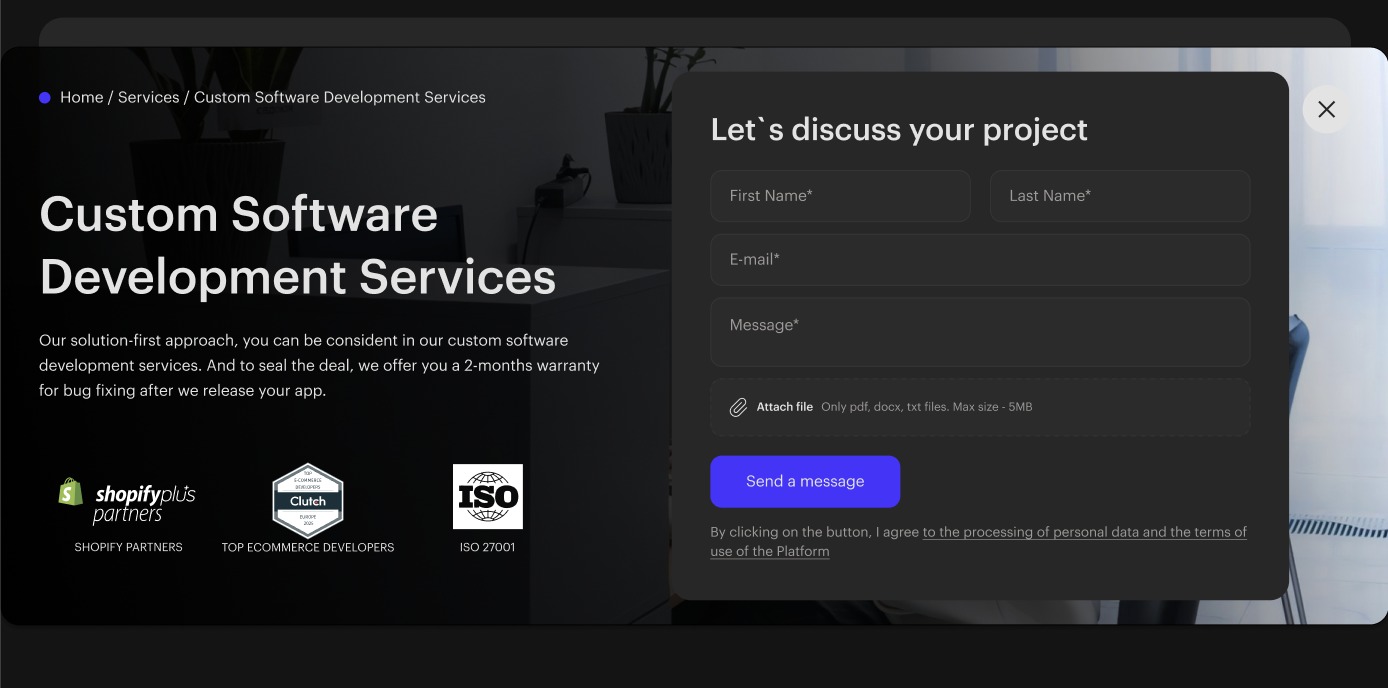 Home / Services / Custom Software Development Services
Custom Software
Development Services
Our solution-first approach, you can be consident in our custom software
development services. And to seal the deal, we offer you a 2-months warranty
for bug fixing after we release your app.
shopifyplus
partners
SHOPIFY PARTNERS
TOP
E-COMMERCE
DEVELOPERS
Clutch
EUROPE
2025
TOP ECOMMERCE DEVELOPERS
ISO
ISO 27001
Let`s discuss your project
First Name*
Last Name*
E-mail*
Message*
Attach file Only pdf, docx, txt files. Max size - 5MB
Send a message
By clicking on the button, I agree to the processing of personal data and the terms of
use of the Platform